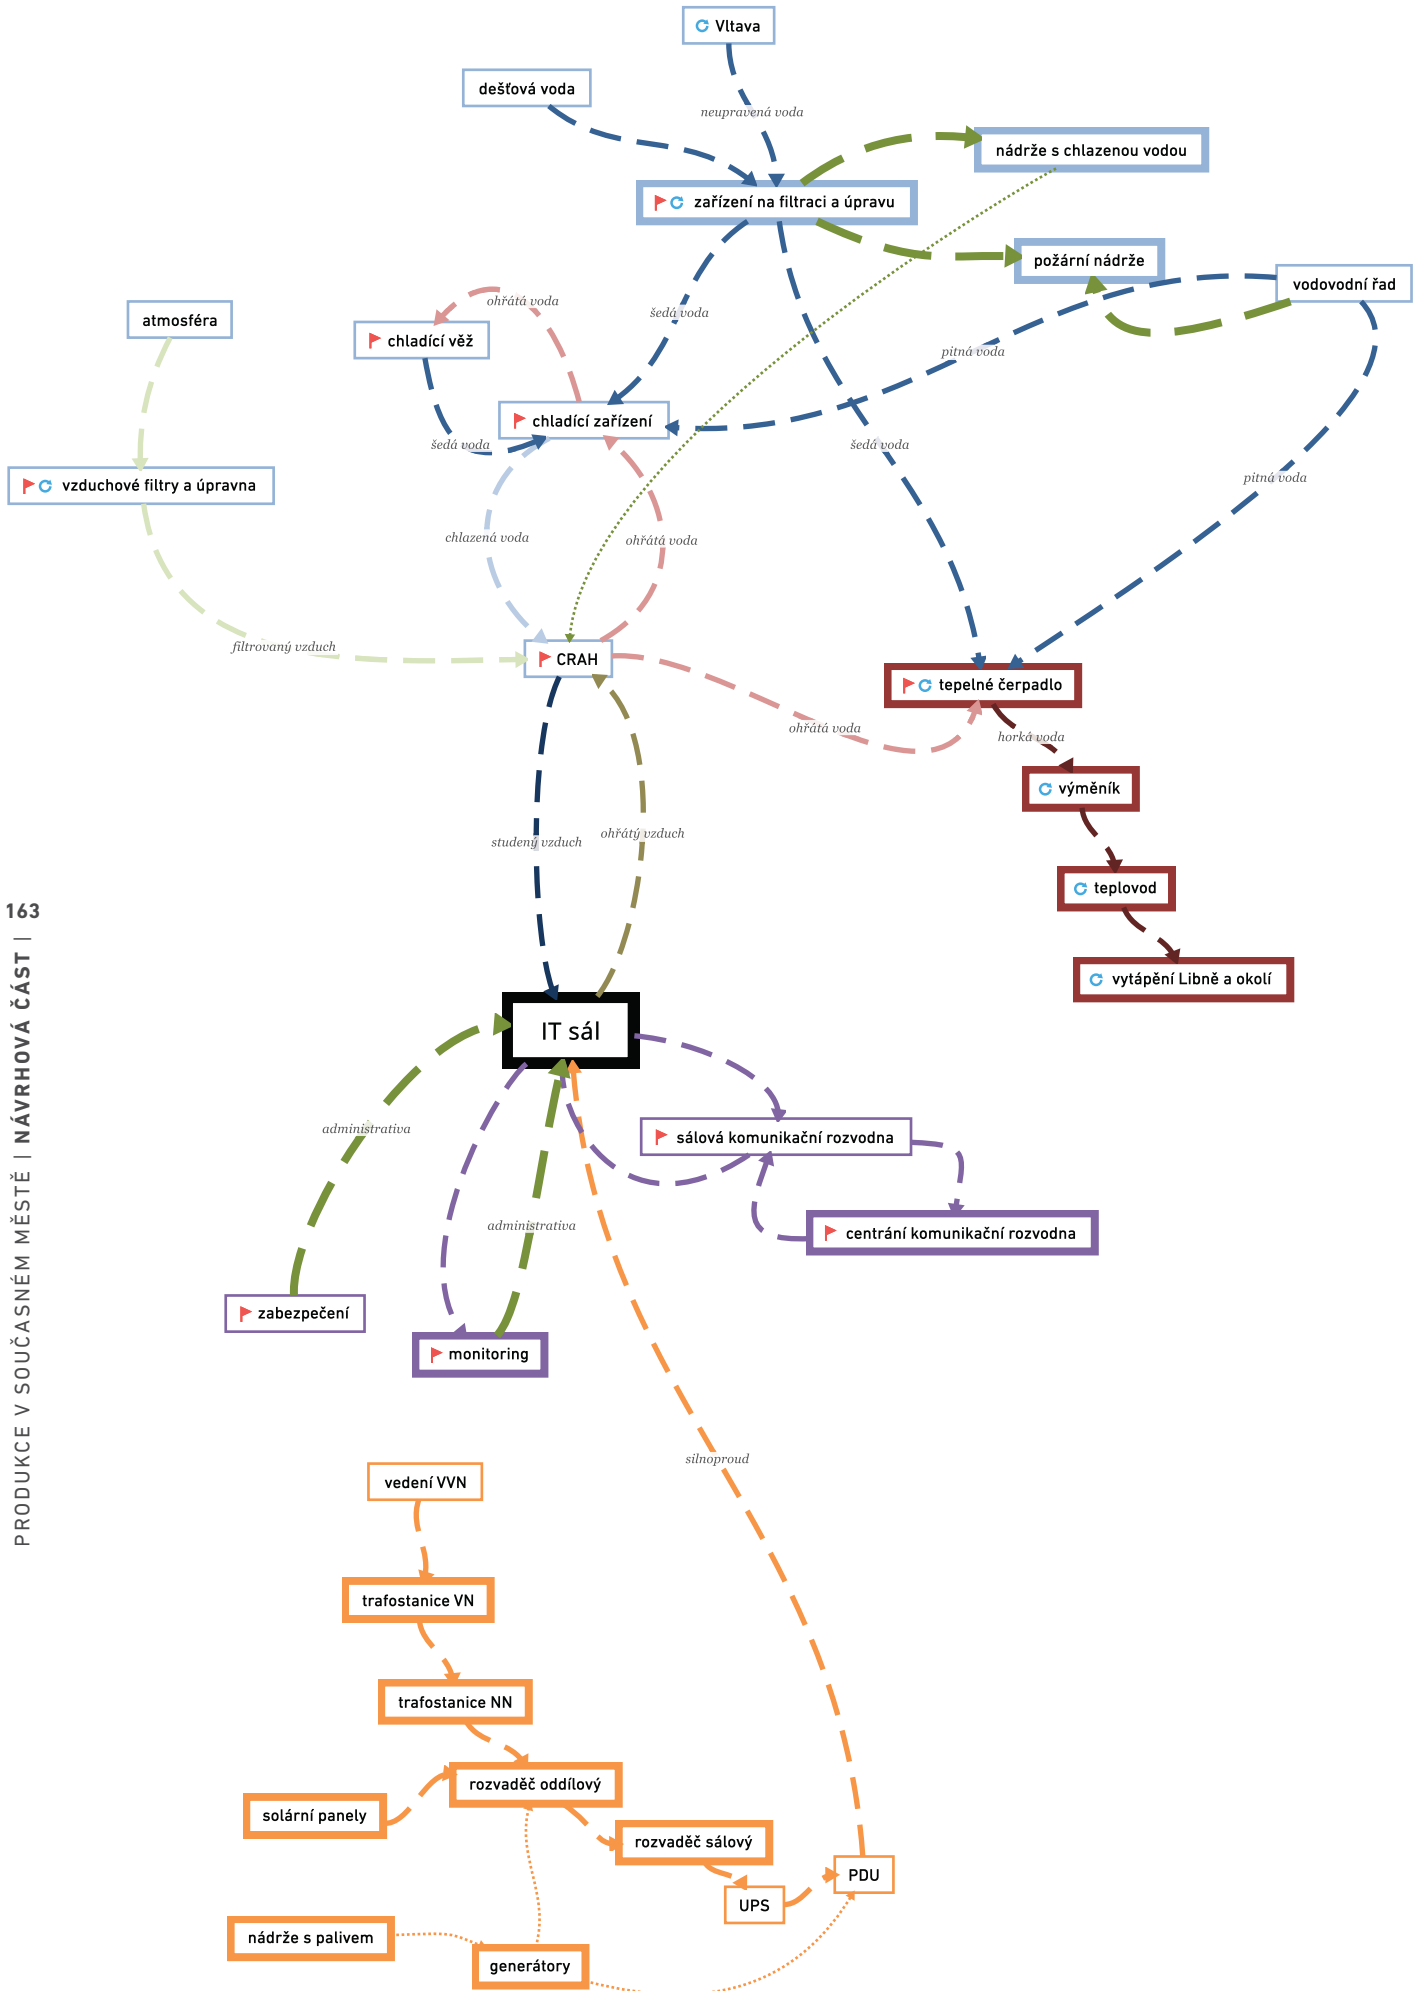 Vltava
dešťová voda
neupravená voda
nádrže s chlazenou vodou
zařízení na filtraci a úpravu
požární nádrže
vodovodní řad
ohřátá voda
šedá voda
atmosféra
chladící věž
pitná voda
chladící zařízení
šedá voda
šedá voda
pitná voda
vzduchové filtry a úpravna
chlazená voda
ohřátá voda
filtrovaný vzduch
CRAH
tepelné čerpadlo
ohřátá voda
horká voda
výměník
studený vzduch
ohřátý vzduch
teplovod
vytápění Libně a okolí
IT sál
administrativa
sálová komunikační rozvodna
administrativa
centrání komunikační rozvodna
zabezpečení
monitoring
silnoproud
vedení VVN
trafostanice VN
trafostanice NN
rozvaděč oddílový
solární panely
rozvaděč sálový
PDU
UPS
nádrže s palivem
generátory
163
PRODUKCE V SOUČASNÉM MĚSTĚ | NÁVRHOVÁ ČÁST |